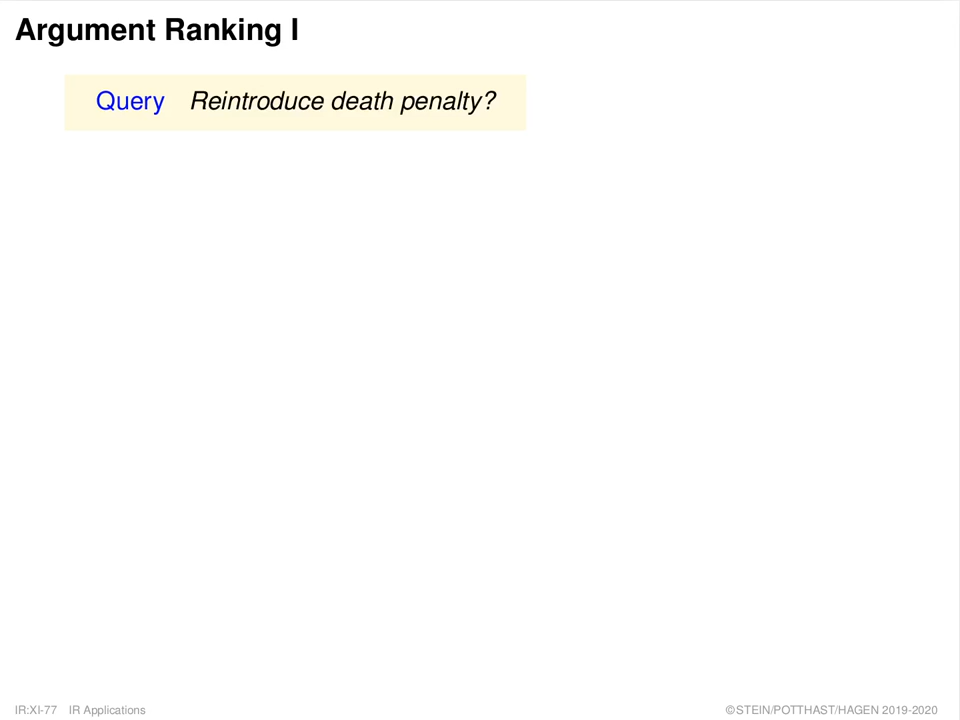 Argument Ranking I
Query Reintroduce death penalty?
IR:XI-77 IR Applications ©STEIN/POTTHAST/HAGEN 2019-2020